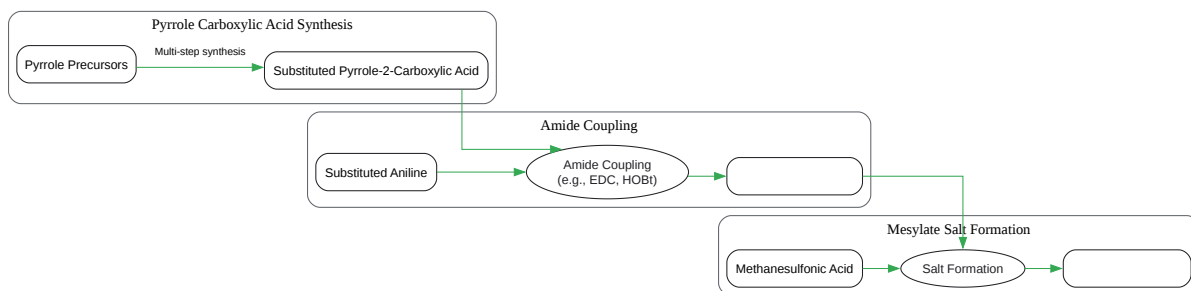 Pyrrole Carboxylic Acid Synthesis
Pyrrole Precursors
Multi-step synthesis
Substituted Pyrrole-2-Carboxylic Acid
Amide Coupling
Substituted Aniline
Amide Coupling
(e.g., EDC, HOBt)
Mesylate Salt Formation
Methanesulfonic Acid
Salt Formation